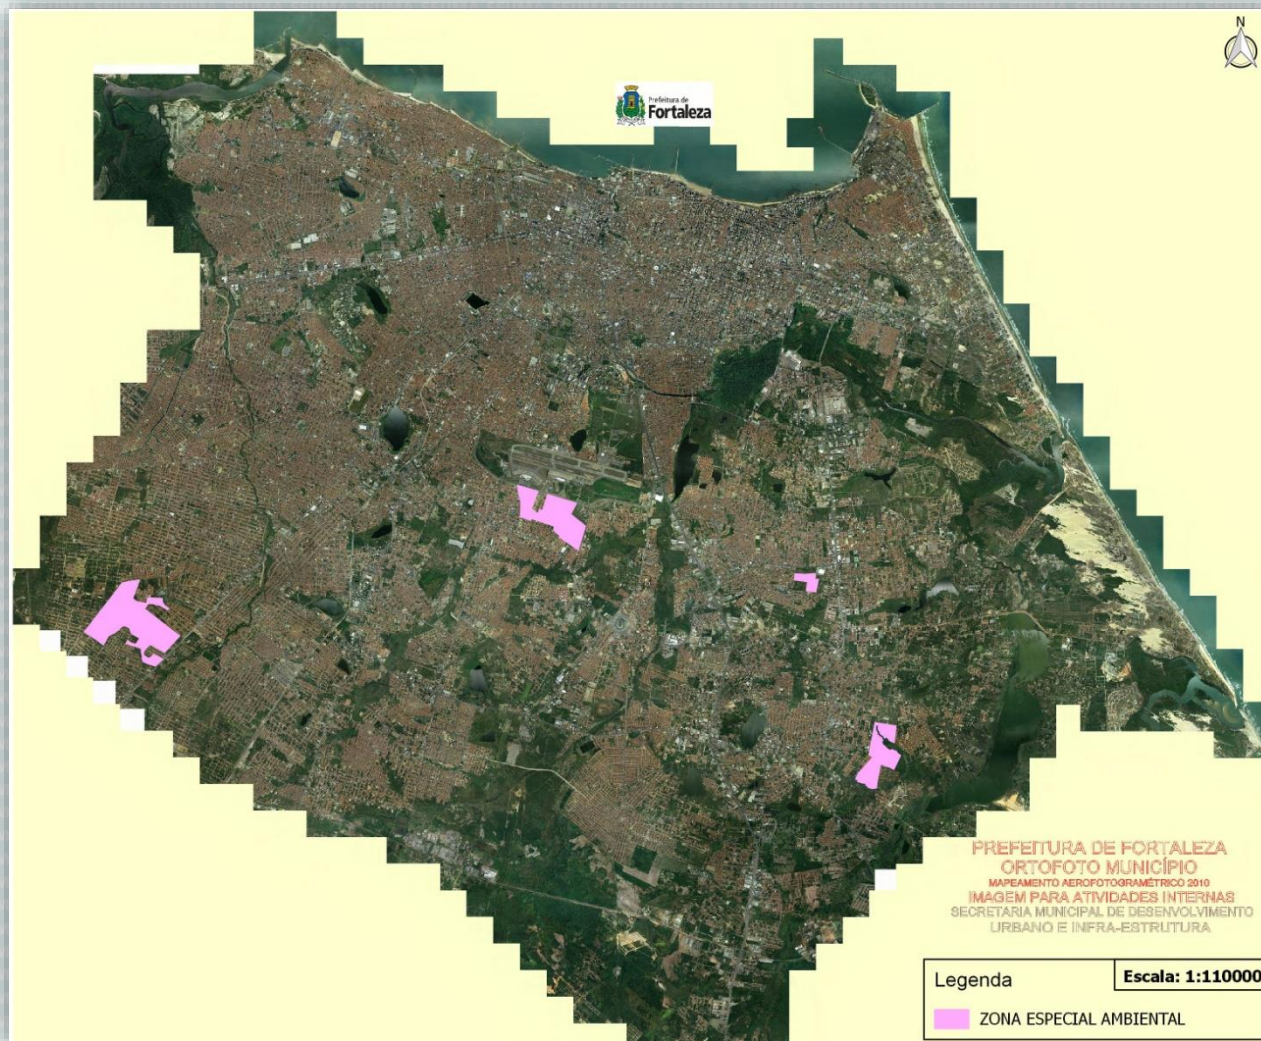 N
Prefeitura de
Fortaleza
PREFEITURA DE FORTALEZA
ORTOFOTO MUNICÍPIO
MAPEAMENTO AEROFOTOGRAMÉTRICO 2010
IMAGEM PARA ATIVIDADES INTERNAS
SECRETARIA MUNICIPAL DE DESENVOLVIMENTO
URBANO E INFRA-ESTRUTURA
Legenda
Escala: 1:110000
ZONA ESPECIAL AMBIENTAL